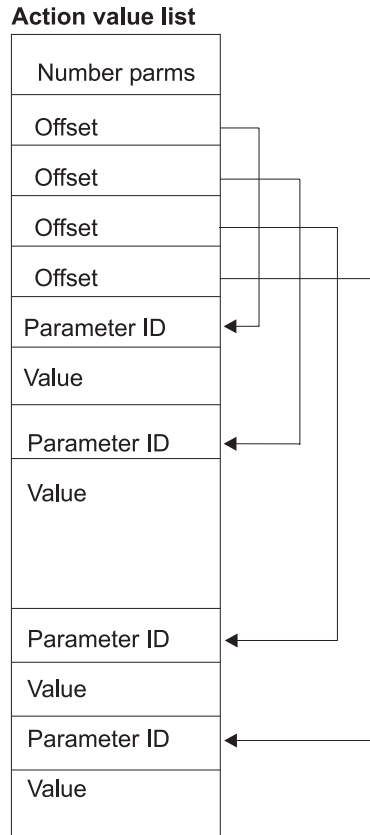 Action value list
Number parms
Offset
Offset
Offset
Offset
Parameter ID
Value
Parameter ID
Value
Parameter ID
Value
Parameter ID
Value